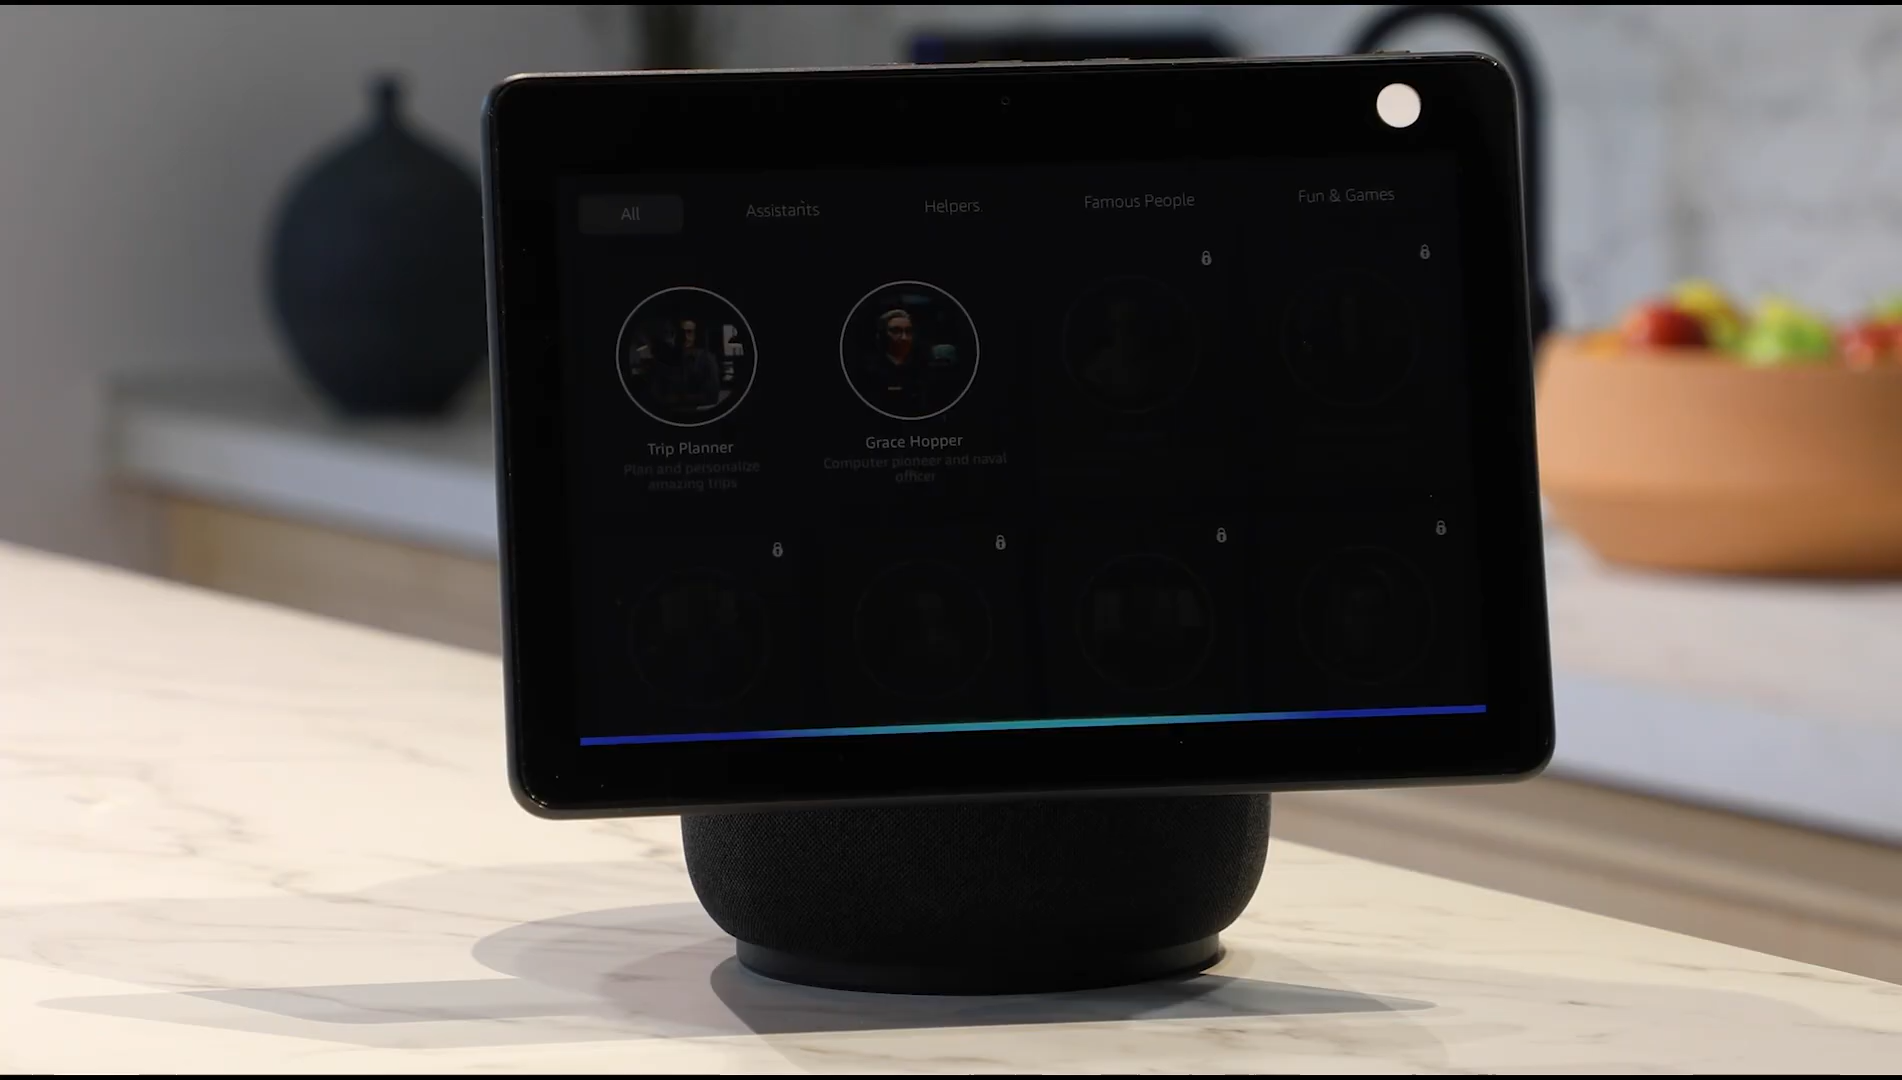 All
Assistants
Helpers
Famous People
Fun & Games
Trip Planner
Plan and personalize
amazing trips
Grace Hopper
Computer pioneer and naval
officer